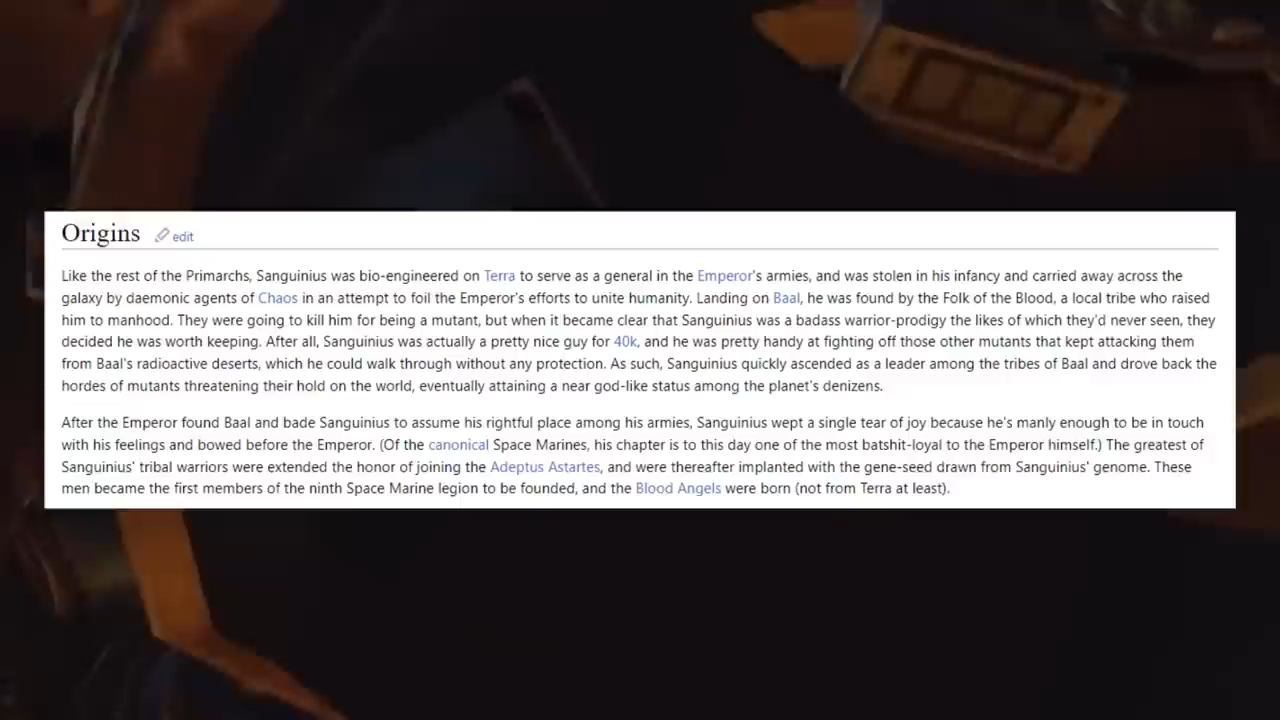 Origins edit
Like the rest of the Primarchs, Sanguinius was bio-engineered on Terra to serve as a general in the Emperor's armies, and was stolen in his infancy and carried away across the
galaxy by daemonic agents of Chaos in an attempt to foil the Emperor's efforts to unite humanity. Landing on Baal, he was found by the Folk of the Blood, a local tribe who raised
him to manhood. They were going to kill him for being a mutant, but when it became clear that Sanguinius was a badass warrior-prodigy the likes of which they'd never seen, they
decided he was worth keeping. After all, Sanguinius was actually a pretty nice guy for 40k, and he was pretty handy at fighting off those other mutants that kept attacking them
from Baal's radioactive deserts, which he could walk through without any protection. As such, Sanguinius quickly ascended as a leader among the tribes of Baal and drove back the
hordes of mutants threatening their hold on the world, eventually attaining a near god-like status among the planet's denizens.
After the Emperor found Baal and bade Sanguinius to assume his rightful place among his armies, Sanguinius wept a single tear of joy because he's manly enough to be in touch
with his feelings and bowed before the Emperor. (Of the canonical Space Marines, his chapter is to this day one of the most batshit-loyal to the Emperor himself.) The greatest of
Sanguinius' tribal warriors were extended the honor of joining the Adeptus Astartes, and were thereafter implanted with the gene-seed drawn from Sanguinius' genome. These
men became the first members of the ninth Space Marine legion to be founded, and the Blood Angels were born (not from Terra at least).